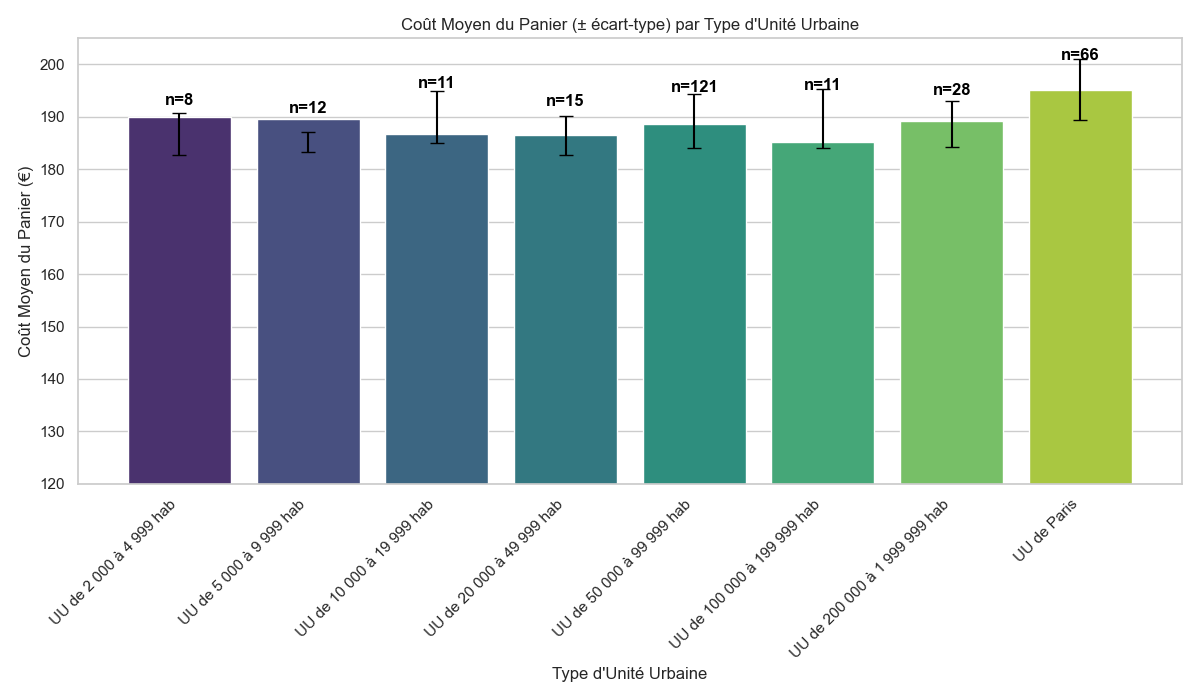 Coût Moyen du Panier (± écart-type) par Type d'Unité Urbaine
Coût Moyen du Panier (€)
200
190
180
170
160
150
140
130
120
n=8
n=12
n=11
n=15
n=121
n=11
n=28
n=66
UU de 2 000 à 4 999 hab
UU de 5 000 à 9 999 hab
UU de 10 000 à 19 999 hab
UU de 20 000 à 49 999 hab
UU de 50 000 à 99 999 hab
UU de 100 000 à 199 999 hab
UU de 200 000 à 1 999 999 hab
UU de Paris
Type d'Unité Urbaine